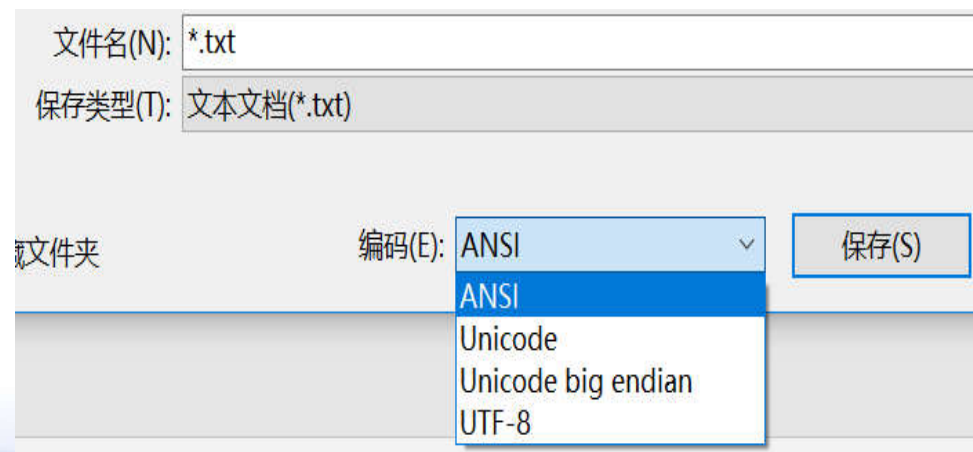 文件名(N): *.txt
保存类型(T): 文本文档(*.txt)
文件夹 编码(E): ANSI 保存(S)
ANSI
Unicode
Unicode big endian
UTF-8